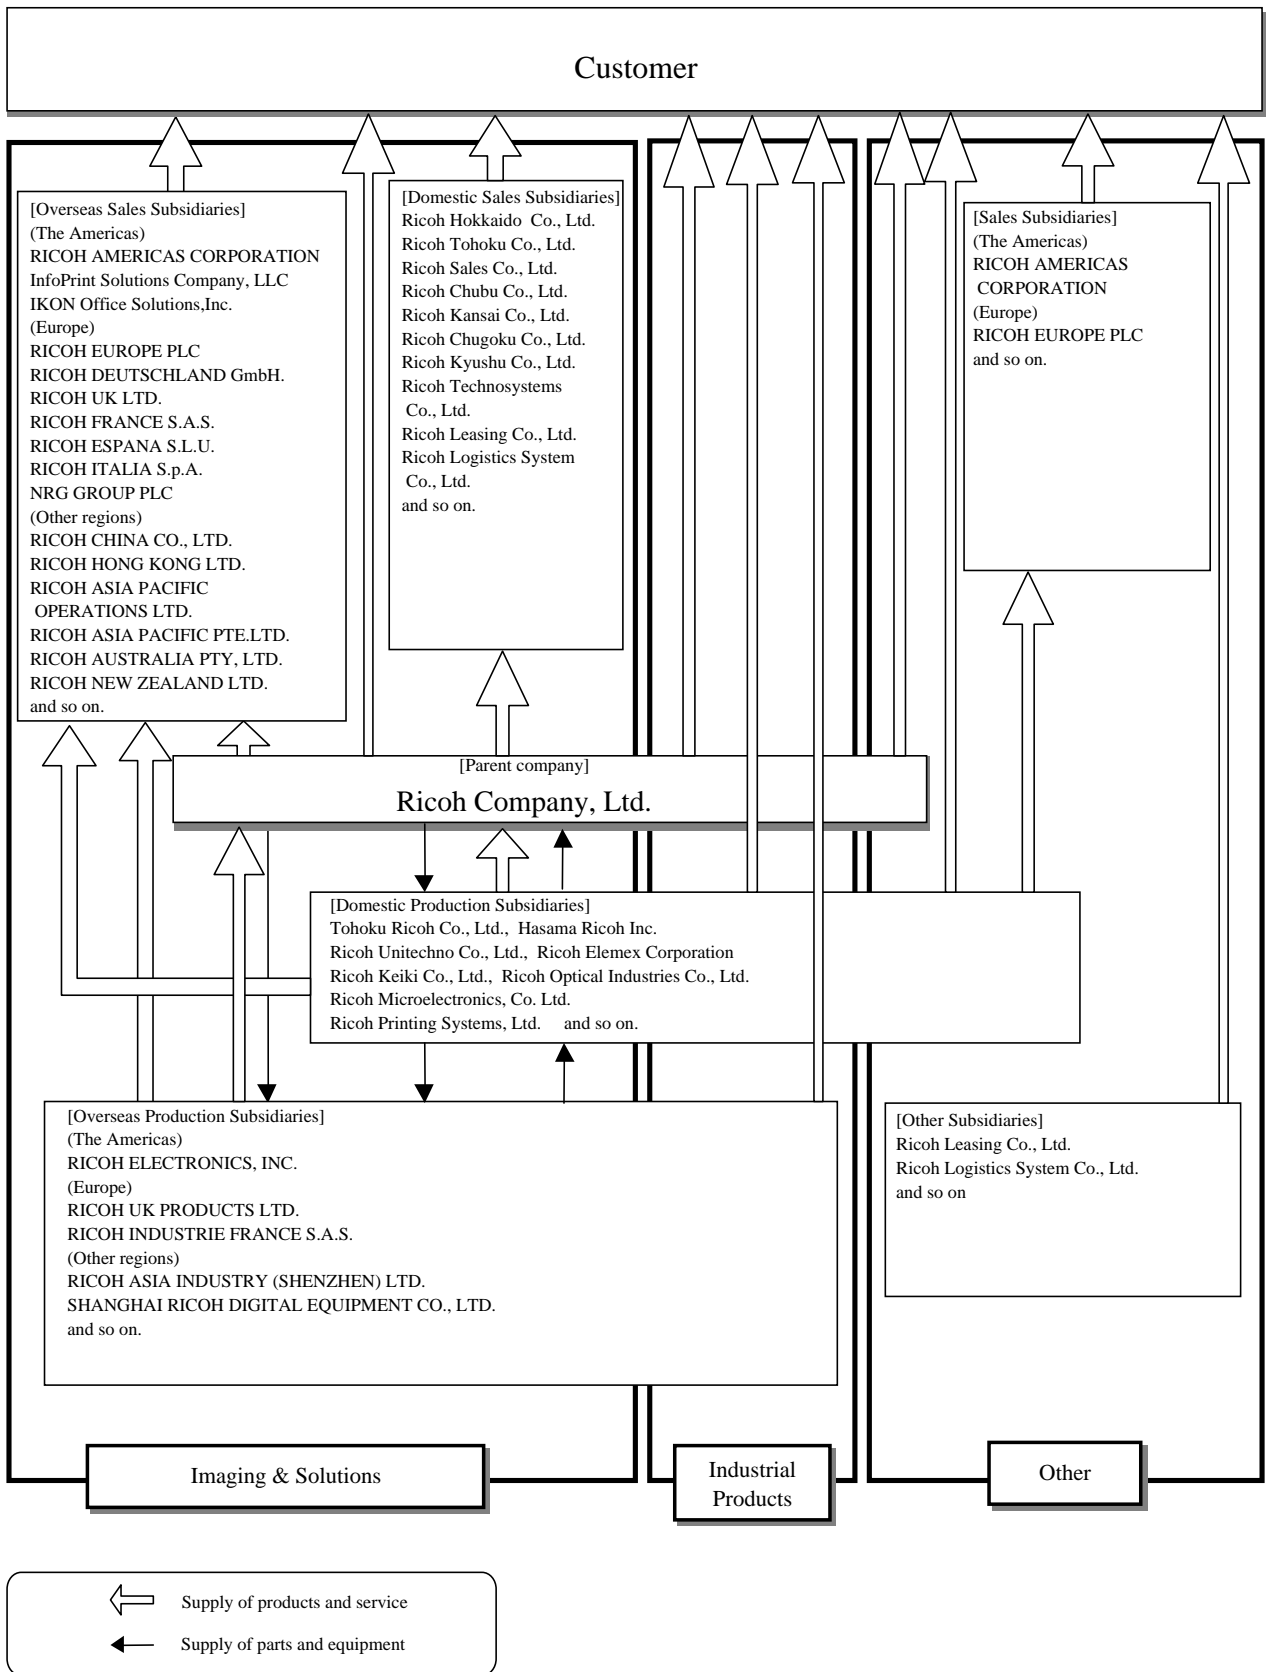 Customer
[Overseas Sales Subsidiaries]
(The Americas)
RICOH AMERICAS CORPORATION
InfoPrint Solutions Company, LLC
IKON Office Solutions,Inc.
(Europe)
RICOH EUROPE PLC
RICOH DEUTSCHLAND GmbH.
RICOH UK LTD.
RICOH FRANCE S.A.S.
RICOH ESPANA S.L.U.
RICOH ITALIA S.p.A.
NRG GROUP PLC
(Other regions)
RICOH CHINA CO., LTD.
RICOH HONG KONG LTD.
RICOH ASIA PACIFIC
OPERATIONS LTD.
RICOH ASIA PACIFIC PTE.LTD.
RICOH AUSTRALIA PTY, LTD.
RICOH NEW ZEALAND LTD.
and so on.
[Domestic Sales Subsidiaries]
Ricoh Hokkaido Co., Ltd.
Ricoh Tohoku Co., Ltd.
Ricoh Sales Co., Ltd.
Ricoh Chubu Co., Ltd.
Ricoh Kansai Co., Ltd.
Ricoh Chugoku Co., Ltd.
Ricoh Kyushu Co., Ltd.
Ricoh Technosystems
Co., Ltd.
Ricoh Leasing Co., Ltd.
Ricoh Logistics System
Co., Ltd.
and so on.
[Sales Subsidiaries]
(The Americas)
RICOH AMERICAS
CORPORATION
(Europe)
RICOH EUROPE PLC
and so on.
[Parent company]
Ricoh Company, Ltd.
[Domestic Production Subsidiaries]
Tohoku Ricoh Co., Ltd., Hasama Ricoh Inc.
Ricoh Unitechno Co., Ltd., Ricoh Elemex Corporation
Ricoh Keiki Co., Ltd., Ricoh Optical Industries Co., Ltd.
Ricoh Microelectronics, Co. Ltd.
Ricoh Printing Systems, Ltd. and so on.
[Overseas Production Subsidiaries]
(The Americas)
RICOH ELECTRONICS, INC.
(Europe)
RICOH UK PRODUCTS LTD.
RICOH INDUSTRIE FRANCE S.A.S.
(Other regions)
RICOH ASIA INDUSTRY (SHENZHEN) LTD.
SHANGHAI RICOH DIGITAL EQUIPMENT CO., LTD.
and so on.
[Other Subsidiaries]
Ricoh Leasing Co., Ltd.
Ricoh Logistics System Co., Ltd.
and so on
Imaging & Solutions
Industrial
Products
Other
Supply of products and service
Supply of parts and equipment